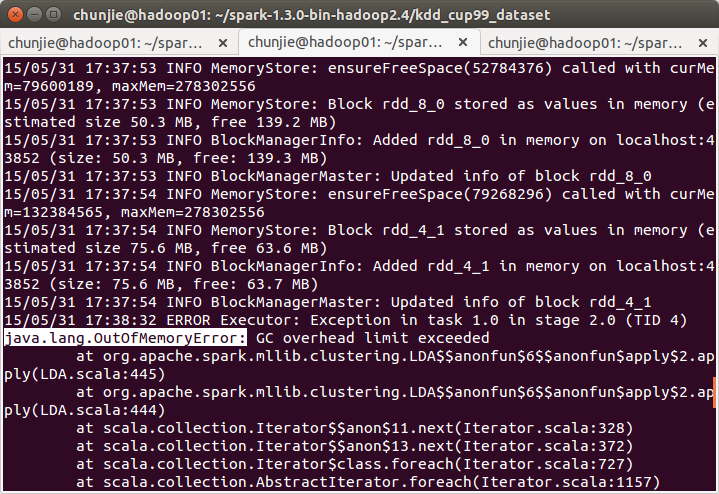 chunjie@hadoop01: ~/spark-1.3.0-bin-hadoop2.4/kdd_cup99_dataset
chunjie@hadoop01: ~/spar... chunjie@hadoop01: ~/spar... chunjie@hadoop01: ~/spar...
15/05/31 17:37:53 INFO MemoryStore: ensureFreeSpace(52784376) called with curMe
m=79600189, maxMem=278302556
15/05/31 17:37:53 INFO MemoryStore: Block rdd_8_0 stored as values in memory (e
stimated size 50.3 MB, free 139.2 MB)
15/05/31 17:37:53 INFO BlockManagerInfo: Added rdd_8_0 in memory on localhost:4
3852 (size: 50.3 MB, free: 139.3 MB)
15/05/31 17:37:53 INFO BlockManagerMaster: Updated info of block rdd_8_0
15/05/31 17:37:54 INFO MemoryStore: ensureFreeSpace(79268296) called with curMe
m=132384565, maxMem=278302556
15/05/31 17:37:54 INFO MemoryStore: Block rdd_4_1 stored as values in memory (e
stimated size 75.6 MB, free 63.6 MB)
15/05/31 17:37:54 INFO BlockManagerInfo: Added rdd_4_1 in memory on localhost:4
3852 (size: 75.6 MB, free: 63.7 MB)
15/05/31 17:37:54 INFO BlockManagerMaster: Updated info of block rdd_4_1
15/05/31 17:38:32 ERROR Executor: Exception in task 1.0 in stage 2.0 (TID 4)
java.lang.OutOfMemoryError: GC overhead limit exceeded
at org.apache.spark.mllib.clustering.LDA$$anonfun$6$$anonfun$apply$2.ap
ply(LDA.scala:445)
at org.apache.spark.mllib.clustering.LDA$$anonfun$6$$anonfun$apply$2.ap
ply(LDA.scala:444)
at scala.collection.Iterator$$anon$11.next(Iterator.scala:328)
at scala.collection.Iterator$$anon$13.next(Iterator.scala:372)
at scala.collection.Iterator$class.foreach(Iterator.scala:727)
at scala.collection.AbstractIterator.foreach(Iterator.scala:1157)